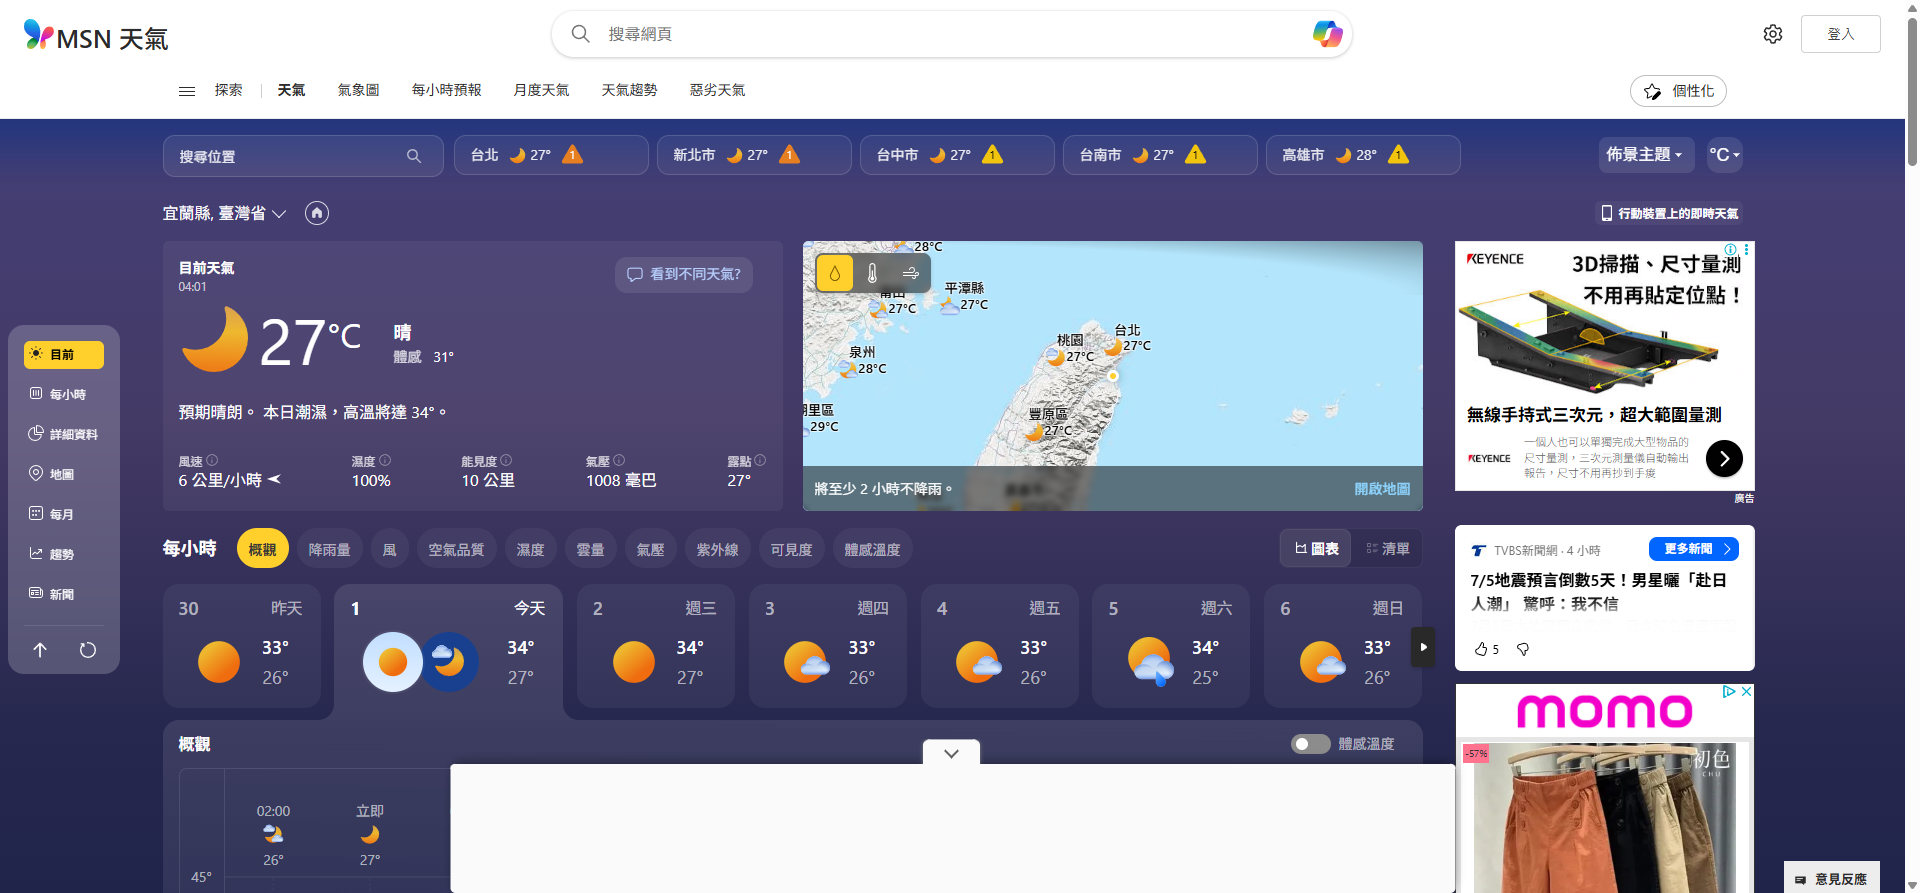 MSN 天氣
搜尋網頁
登入
探索
天氣
氣象圖
每小時預報
月度天氣
天氣趨勢
惡劣天氣
個性化
搜尋位置
台北 27° 1
新北市 27° 1
台中市 27° 1
台南市 27° 1
高雄市 28° 1
佈景主題
°C
宜蘭縣, 臺灣省
行動裝置上的即時天氣
目前天氣
04:01
看到不同天氣?
27°C
晴
體感 31°
預期晴朗。 本日潮濕，高溫將達 34°。
風速
6 公里/小時
濕度
100%
能見度
10 公里
氣壓
1008 毫巴
露點
27°
28°C
平潭縣
27°C
27°C
泉州
28°C
桃園
27°C
台北
27°C
29°C
豐原區
27°C
將至少 2 小時不降雨。
開啟地圖
目前
每小時
詳細資料
地圖
每月
趨勢
新聞
KEYENCE
3D掃描、尺寸量測
不用再貼定位點！
無線手持式三次元，超大範圍量測
KEYENCE
一個人也可以單獨完成大型物品的
尺寸量測，三次元測量儀自動輸出
報告，尺寸不用再抄到手痠
廣告
每小時
概觀
降雨量
風
空氣品質
濕度
雲量
氣壓
紫外線
可見度
體感溫度
圖表
清單
30 昨天
33°
26°
1 今天
34°
27°
2 週三
34°
27°
3 週四
33°
26°
4 週五
33°
26°
5 週六
34°
25°
6 週日
33°
26°
TVBS新聞網 · 4 小時
更多新聞
7/5地震預言倒數5天！男星曬「赴日
人潮」 驚呼：我不信
5
momo
-57%
初色
CHU
概觀
體感溫度
02:00
26°
立即
27°
45°
意見反應